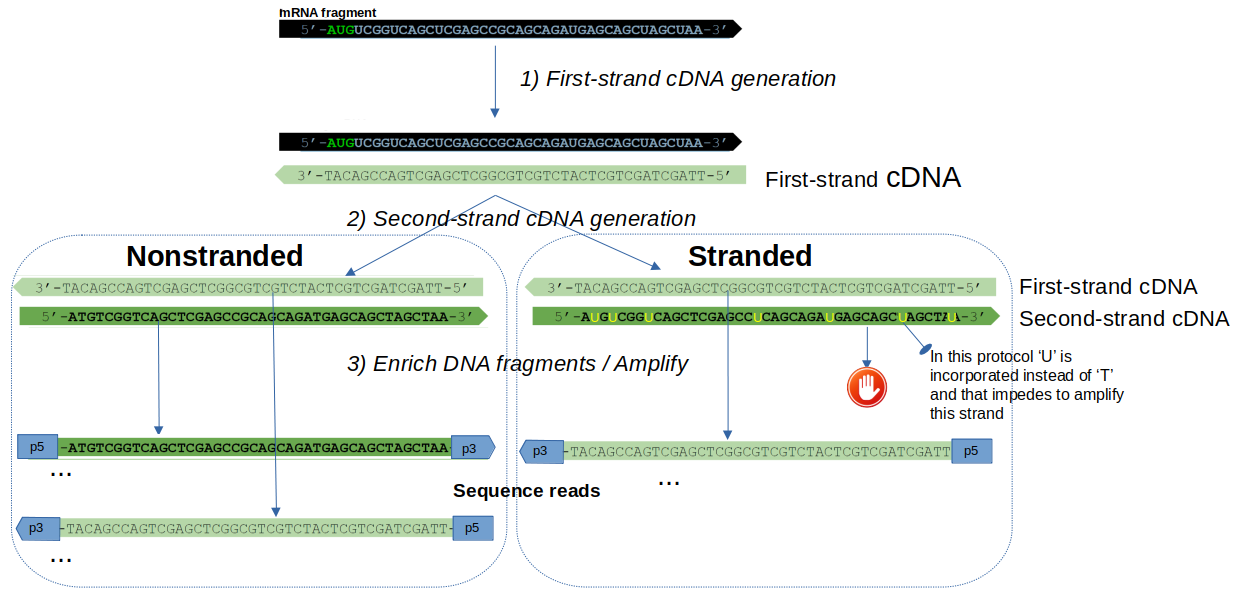 mRNA fragment
5’-AUGUCGGUCAGCUCGAGCCGCAGCAGAUGAGCAGCUAGCUAA-3’
1) First-strand cDNA generation
5’-AUGUCGGUCAGCUCGAGCCGCAGCAGAUGAGCAGCUAGCUAA-3’
3’-TACAGCCAGTCGAGCTCGGCGTCGTCTACTCGTCGATCGATT-5’
First-strand cDNA
2) Second-strand cDNA generation
Nonstranded
Stranded
3’-TACAGCCAGTCGAGCTCGGCGTCGTCTACTCGTCGATCGATT-5’
3’-TACAGCCAGTCGAGCTCGGCGTCGTCTACTCGTCGATCGATT-5’
First-strand cDNA
5’-ATGTCGGTCAGCTCGAGCCGCAGCAGATGAGCAGCTAGCTAA-3’
5’-AUGUCGGUCAGCTCGAGCCUCAGCAGAUGAGCAGCUAGCTUA-3’
Second-strand cDNA
3) Enrich DNA fragments / Amplify
In this protocol ‘U’ is
incorporated instead of ‘T’
and that impedes to amplify
this strand
p5 -ATGTCGGTCAGCTCGAGCCGCAGCAGATGAGCAGCTAGCTAA- p3
p3 -TACAGCCAGTCGAGCTCGGCGTCGTCTACTCGTCGATCGATT p5
...
...
Sequence reads
p3 -TACAGCCAGTCGAGCTCGGCGTCGTCTACTCGTCGATCGATT- p5
...